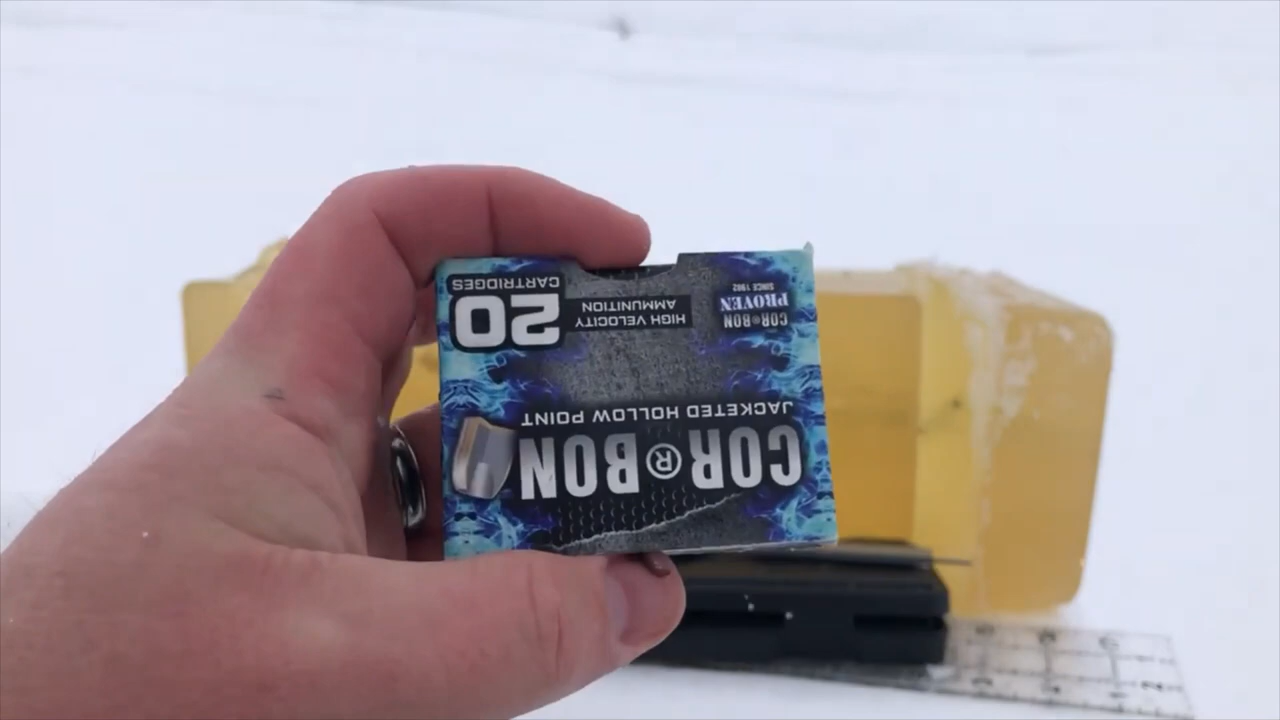 COR®BON
JACKETED HOLLOW POINT
COR®BON
PROVEN
SINCE 1982
HIGH VELOCITY
AMMUNITION
20
CARTRIDGES